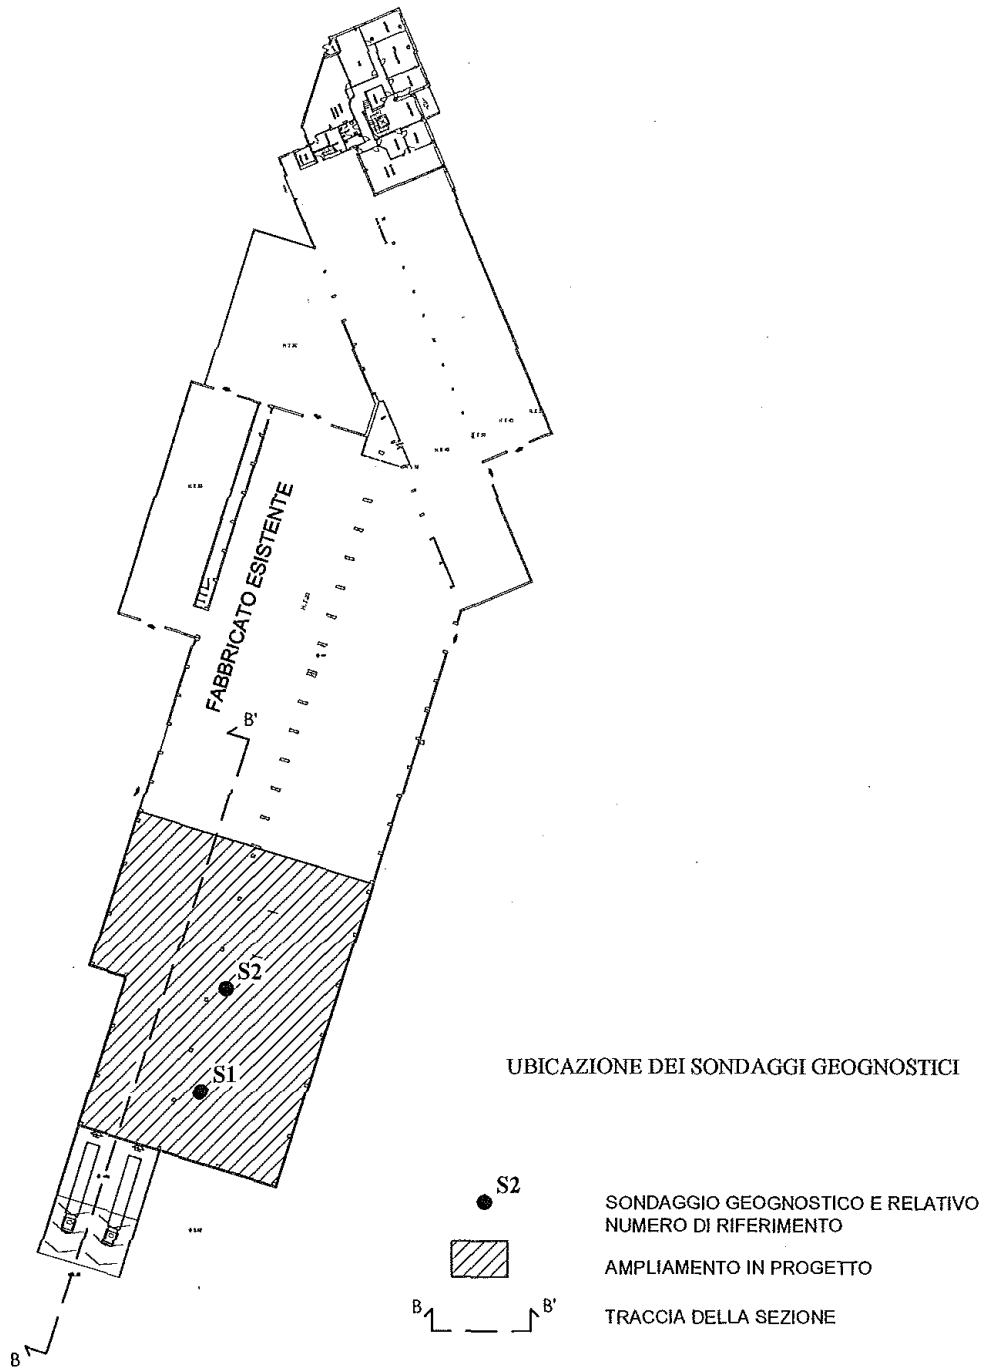 FABBRICATO ESISTENTE
B'
S2
S1
B
UBICAZIONE DEI SONDAGGI GEOGNOSTICI
S2
SONDAGGIO GEOGNOSTICO E RELATIVO
NUMERO DI RIFERIMENTO
AMPLIAMENTO IN PROGETTO
B B'
TRACCIA DELLA SEZIONE